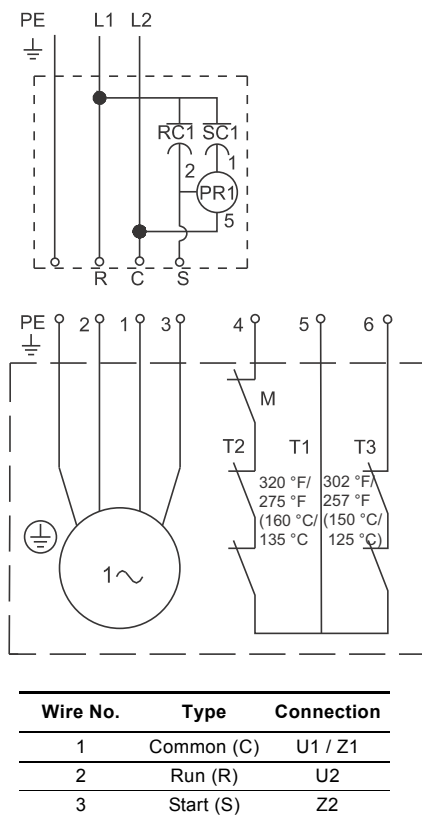 PE L1 L2
RC1 SC1
2 1
PR1
5
R C S
PE 2 1 3 4 5 6
M
T2 T1 T3
320 °F/ 302 °F/
275 °F 257 °F
(160 °C/ (150 °C/
135 °C 125 °C)
1
Wire No. Type Connection
1 Common (C) U1 / Z1
2 Run (R) U2
3 Start (S) Z2